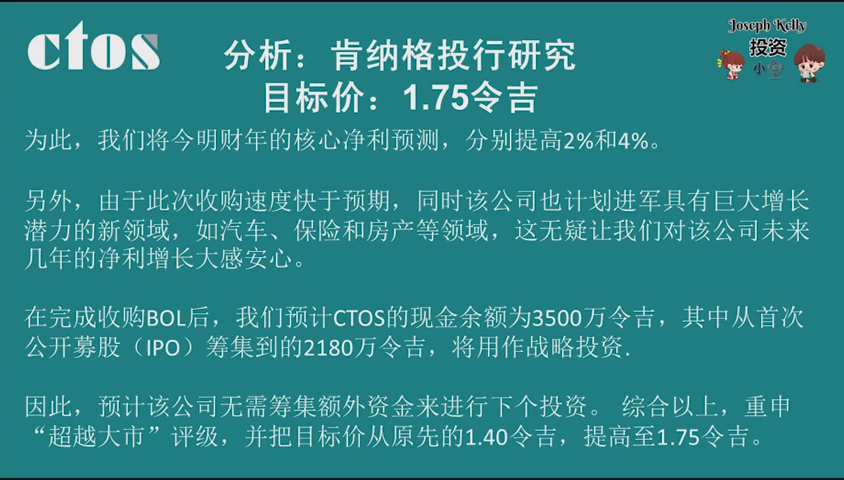 ctos
分析：肯纳格投行研究
目标价：1.75令吉
Joseph Kelly
投资
小
为此，我们将今明财年的核心净利预测，分别提高2%和4%。
另外，由于此次收购速度快于预期，同时该公司也计划进军具有巨大增长
潜力的新领域，如汽车、保险和房产等领域，这无疑让我们对该公司未来
几年的净利增长大感安心。
在完成收购BOL后，我们预计CTOS的现金余额为3500万令吉，其中从首次
公开募股（IPO）筹集到的2180万令吉，将用作战略投资.
因此，预计该公司无需筹集额外资金来进行下个投资。 综合以上，重申
“超越大市”评级，并把目标价从原先的1.40令吉，提高至1.75令吉。